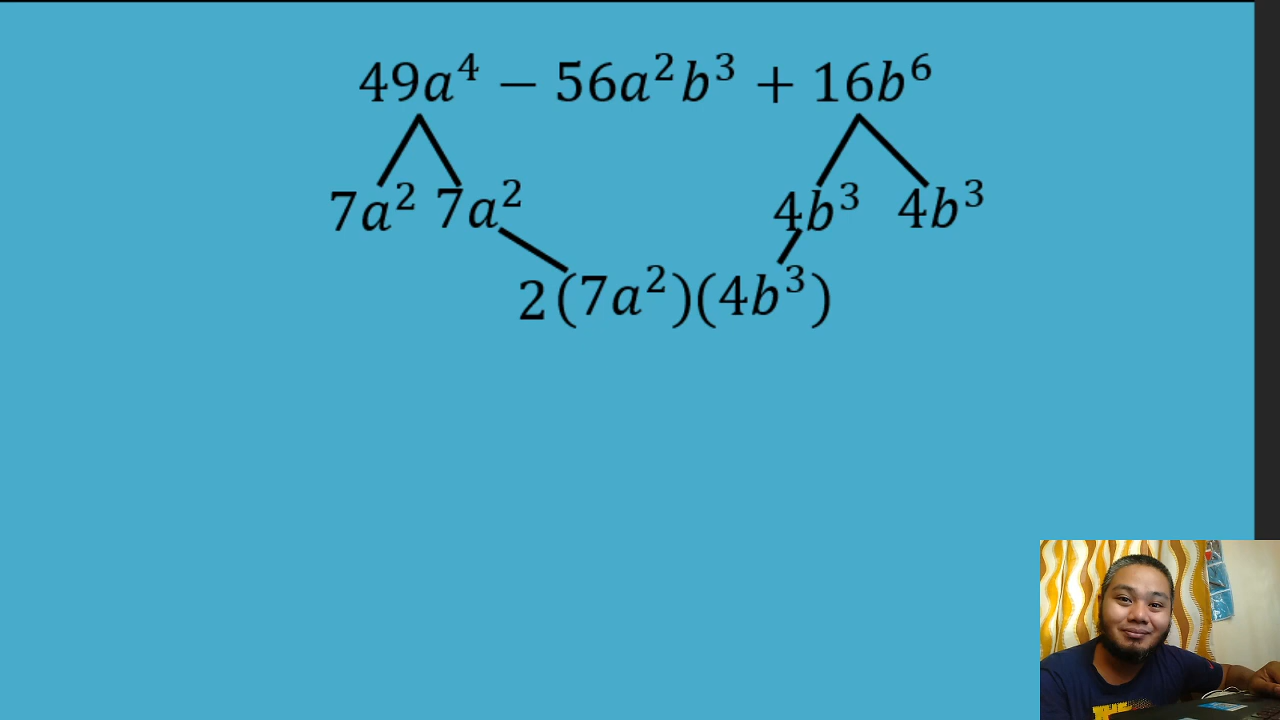 49a⁴ − 56a²b³ + 16b⁶
7a² 7a² 4b³ 4b³
2(7a²)(4b³)